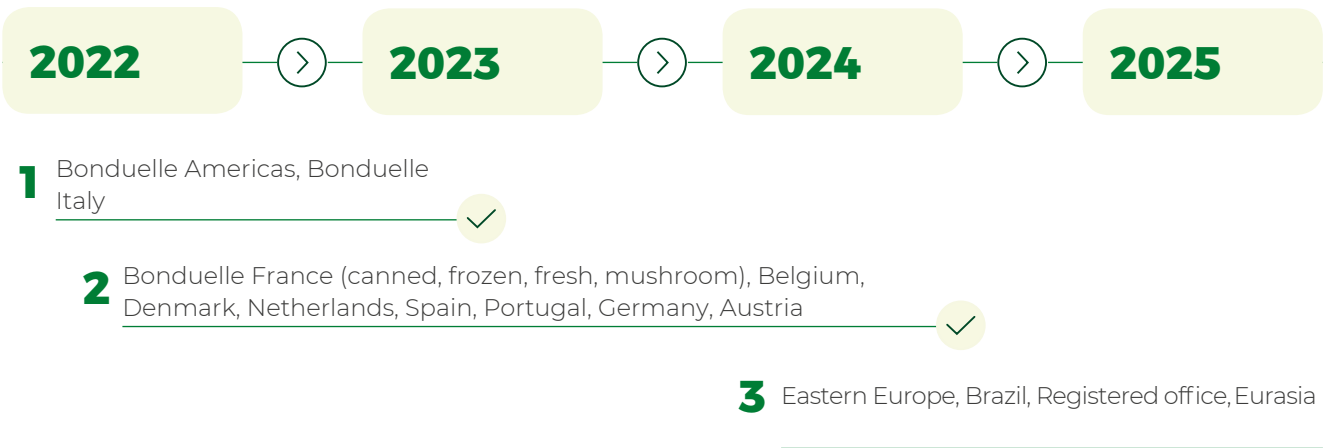 2022
2023
2024
2025
1
Bonduelle Americas, Bonduelle
Italy
2
Bonduelle France (canned, frozen, fresh, mushroom), Belgium,
Denmark, Netherlands, Spain, Portugal, Germany, Austria
3
Eastern Europe, Brazil, Registered office, Eurasia